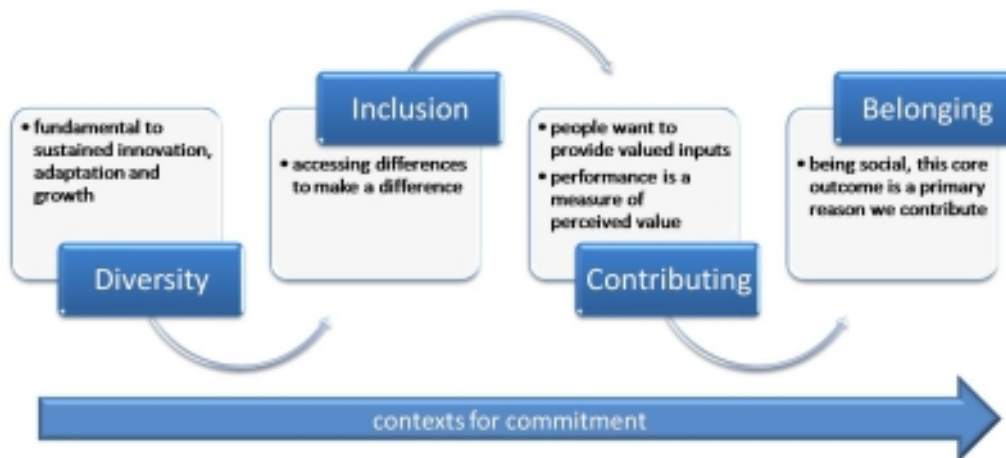 • fundamental to
sustained innovation,
adaptation and
growth
Diversity
Inclusion
• accessing differences
to make a difference
• people want to
provide valued inputs
• performance is a
measure of
perceived value
Contributing
Belonging
• being social, this core
outcome is a primary
reason we contribute
contexts for commitment